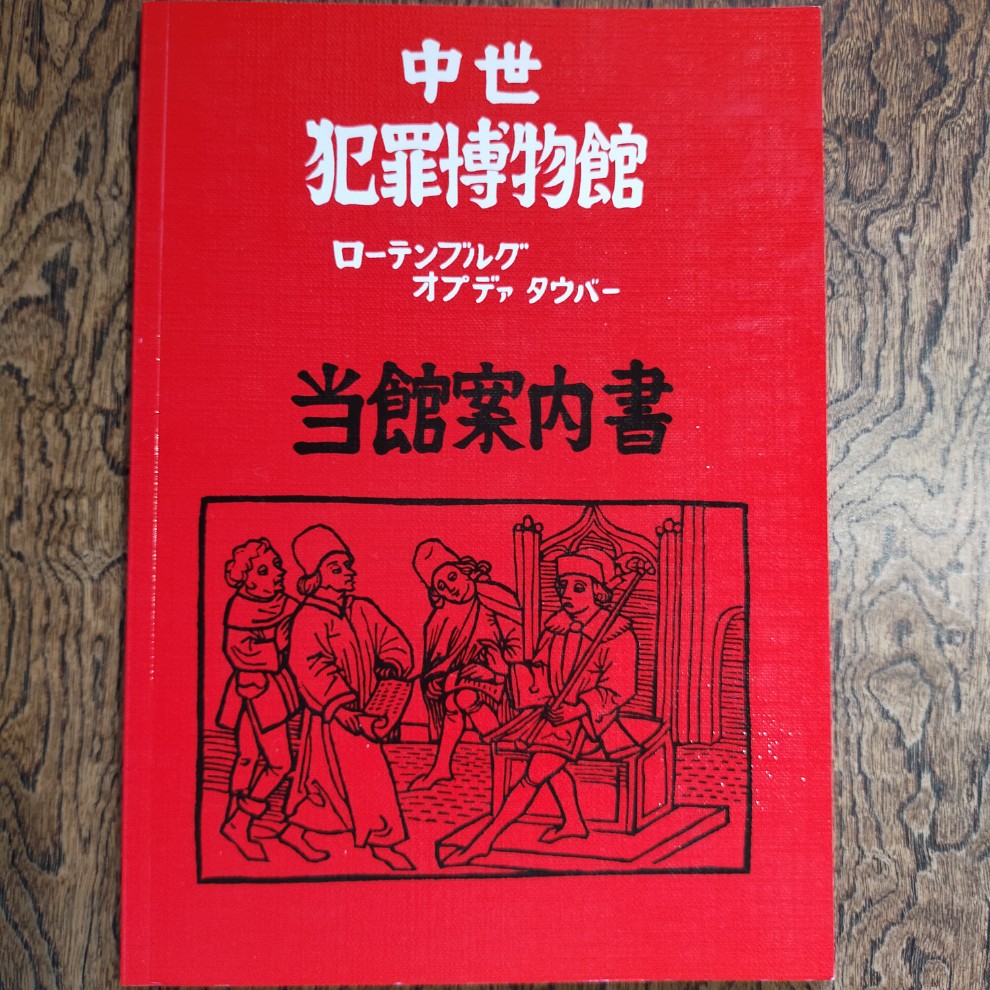 中世
犯罪博物館
ローテンブルグ
オプデァ タウバー
当館案内書